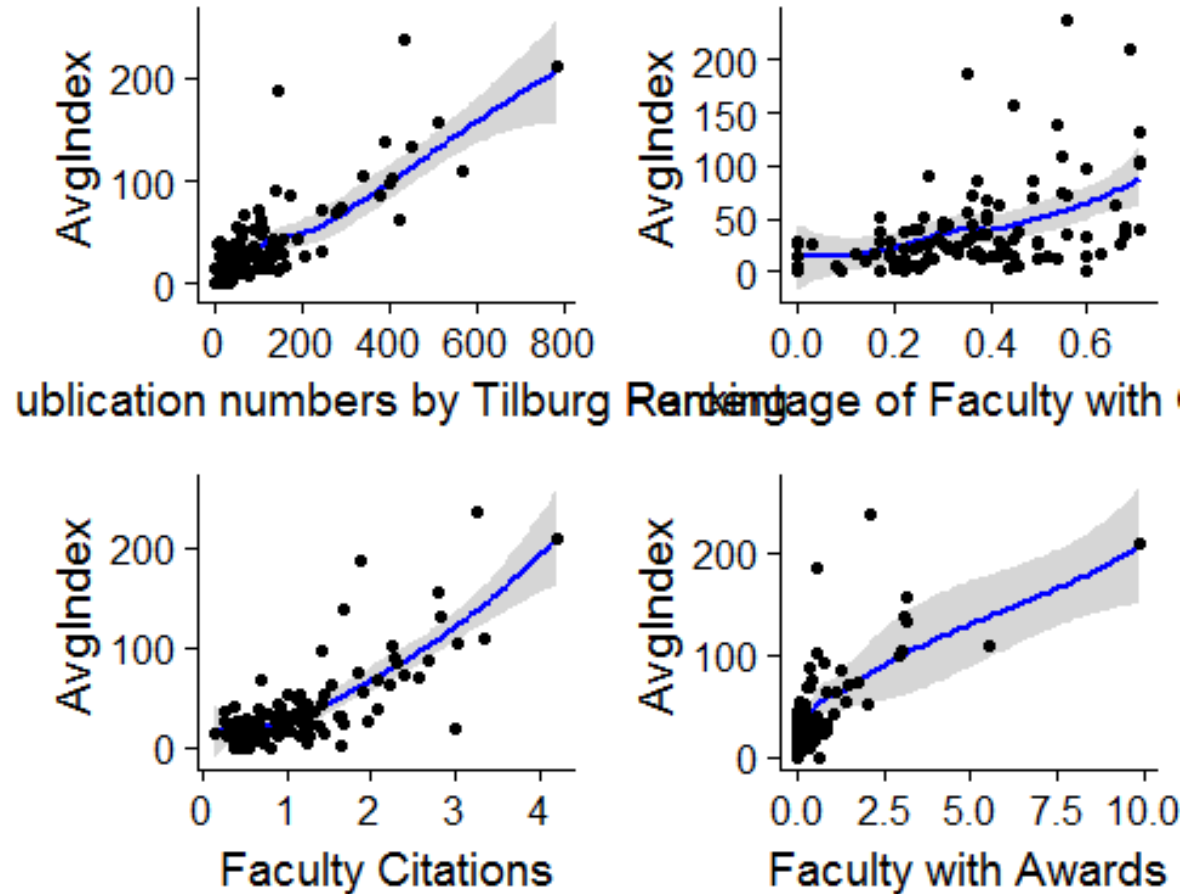 AvgIndex
200
100
0
0 200 400 600 800
ublication numbers by Tilburg Ranking
AvgIndex
200
150
100
50
0
0.0 0.2 0.4 0.6
Percentage of Faculty with
AvgIndex
200
100
0
0 1 2 3 4
Faculty Citations
AvgIndex
200
100
0
0.0 2.5 5.0 7.5 10.0
Faculty with Awards